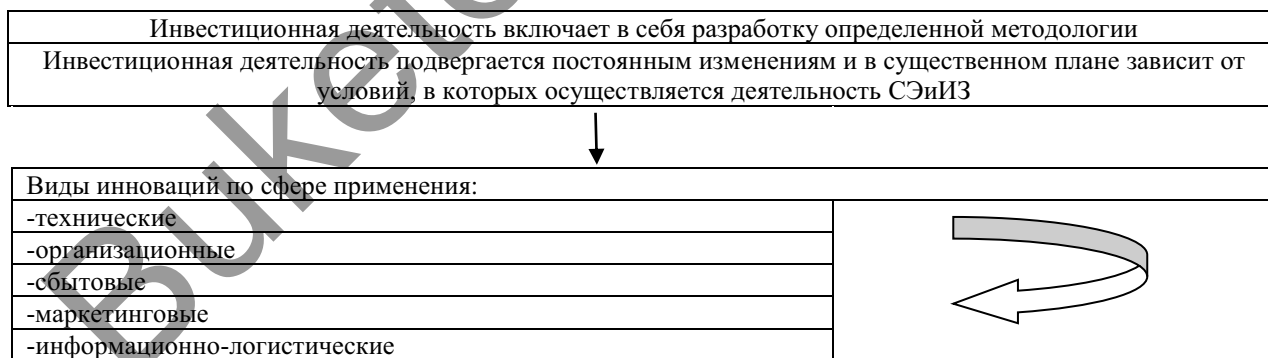 Инвестиционная деятельность включает в себя разработку определенной методологии
Инвестиционная деятельность подвергается постоянным изменениям и в существенном плане зависит от
условий, в которых осуществляется деятельность СЭиИЗ
Виды инноваций по сфере применения:
-технические
-организационные
-сбытовые
-маркетинговые
-информационно-логистические
Buket